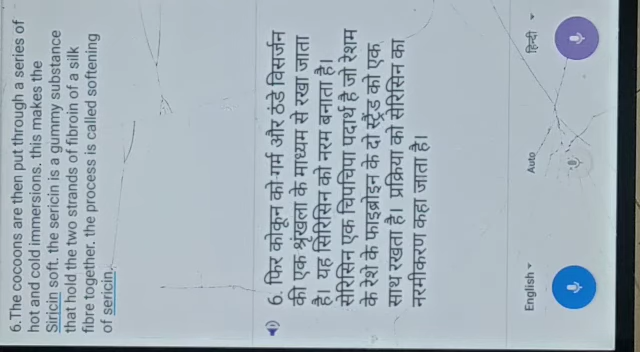 6.The cocoons are then put through a series of
hot and cold immersions. this makes the
Siricin soft. the sericin is a gummy substance
that hold the two strands of fibroin of a silk
fibre together. the process is called softening
of sericin.
6. फिर कोकून को गर्म और ठंडे विसर्जन
की एक श्रृंखला के माध्यम से रखा जाता
है। यह सिरिसिन को नरम बनाता है।
सेरिसिन एक चिपचिपा पदार्थ है जो रेशम
के रेशे के फाइब्रोइन के दो स्ट्रैंड को एक
साथ रखता है। प्रक्रिया को सेरिसिन का
नरमीकरण कहा जाता है।
English Auto हिन्दी